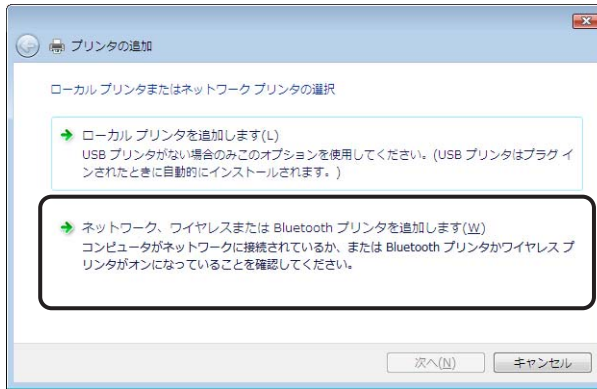 プリンタの追加
ローカル プリンタまたはネットワーク プリンタの選択
ローカル プリンタを追加します(L)
USB プリンタがない場合のみこのオプションを使用してください。(USB プリンタはプラグ イ
ンされたときに自動的にインストールされます。)
ネットワーク、ワイヤレスまたは Bluetooth プリンタを追加します(W)
コンピュータがネットワークに接続されているか、または Bluetooth プリンタかワイヤレス プ
リンタがオンになっていることを確認してください。
次へ(N) キャンセル